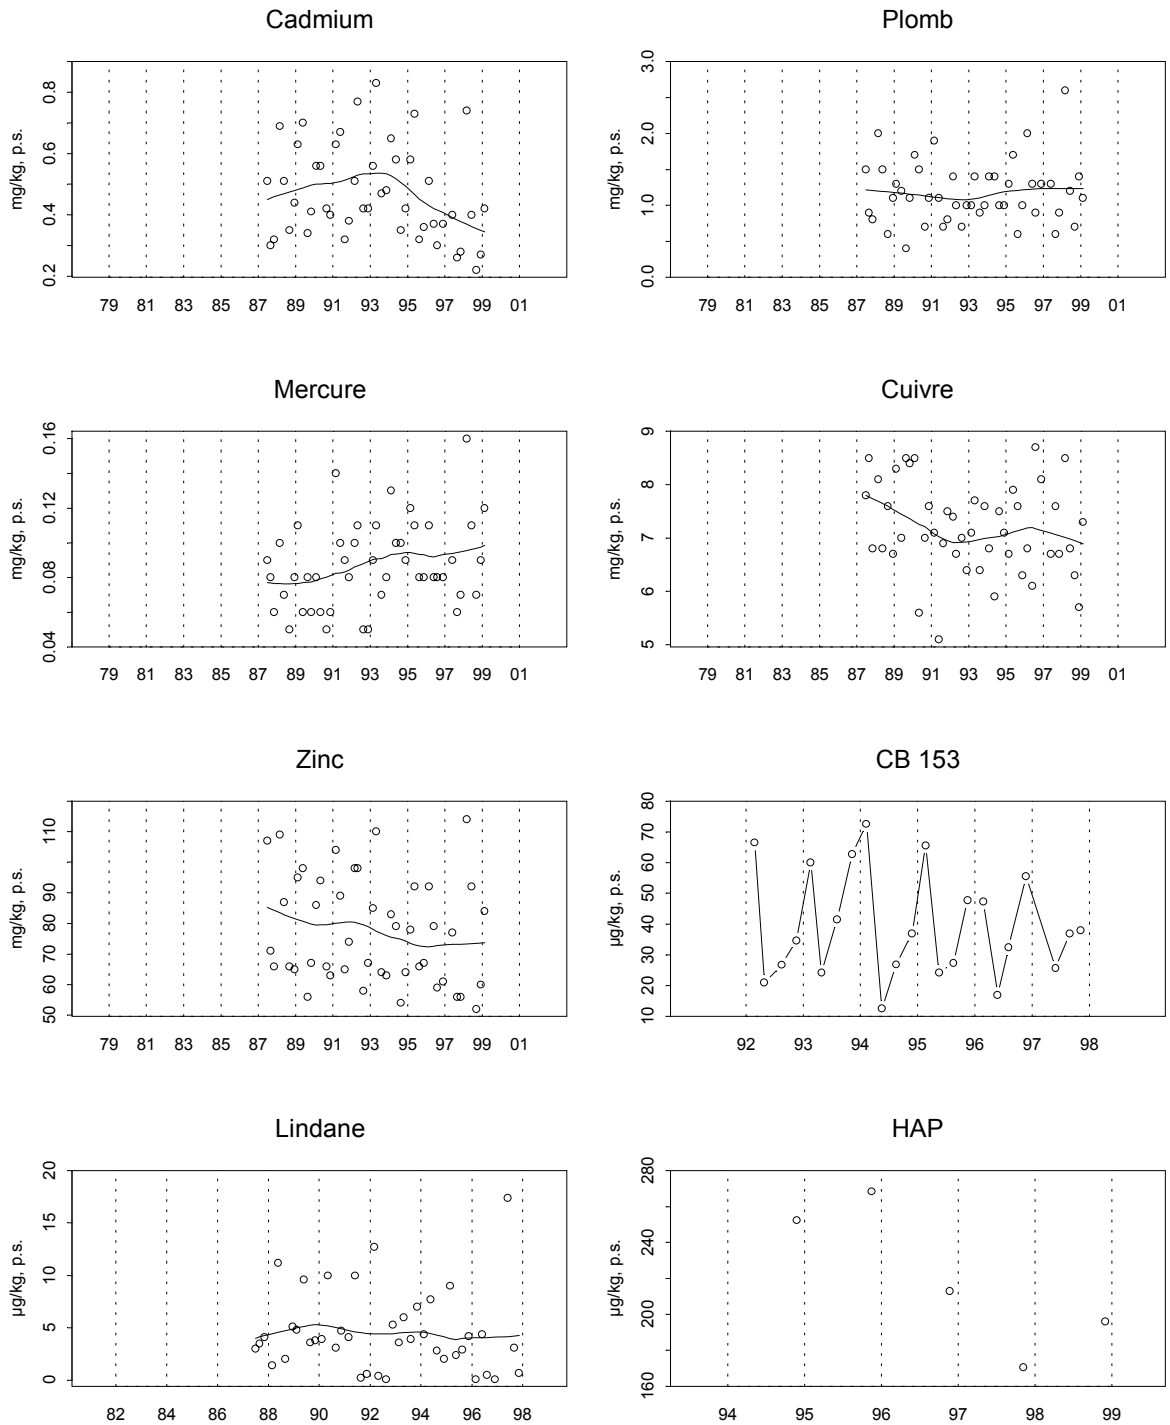 Cadmium
mg/kg, p.s.
0.8
0.6
0.4
0.2
79 81 83 85 87 89 91 93 95 97 99 01
Plomb
mg/kg, p.s.
3.0
2.0
1.0
0.0
79 81 83 85 87 89 91 93 95 97 99 01
Mercure
mg/kg, p.s.
0.16
0.12
0.08
0.04
79 81 83 85 87 89 91 93 95 97 99 01
Cuivre
mg/kg, p.s.
9
8
7
6
5
79 81 83 85 87 89 91 93 95 97 99 01
Zinc
mg/kg, p.s.
110
90
80
70
60
50
79 81 83 85 87 89 91 93 95 97 99 01
CB 153
µg/kg, p.s.
80
70
60
50
40
30
20
10
92 93 94 95 96 97 98
Lindane
µg/kg, p.s.
20
15
10
5
0
82 84 86 88 90 92 94 96 98
HAP
µg/kg, p.s.
280
240
200
160
94 95 96 97 98 99